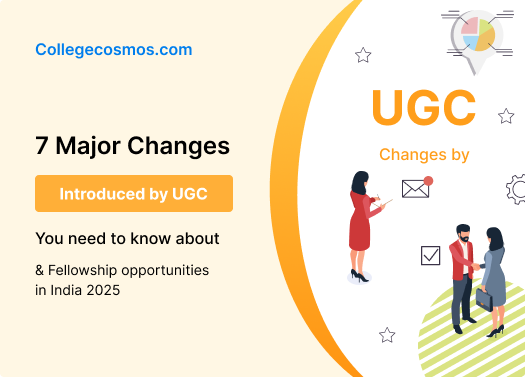 Collegecosmos.com
7 Major Changes
Introduced by UGC
You need to know about
& Fellowship opportunities
in India 2025
UGC
Changes by